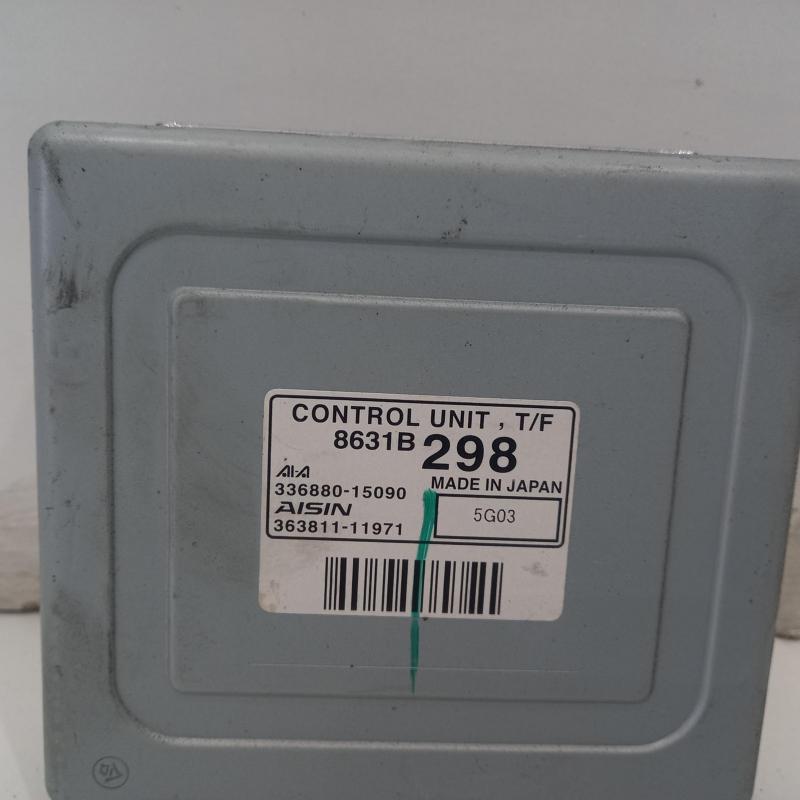 CONTROL UNIT , T/F
8631B 298
AI-A
MADE IN JAPAN
336880-15090
AISIN
5G03
363811-11971